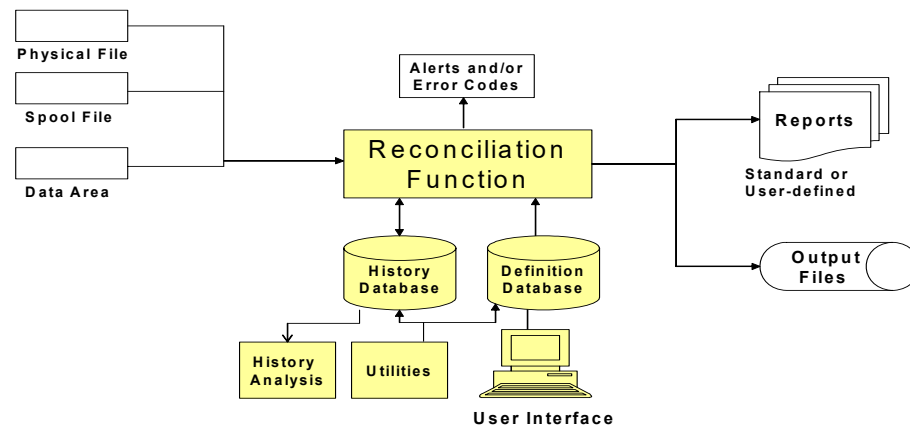 Physical File
Spool File
Data Area
Alerts and/or
Error Codes
Reconciliation
Function
Reports
Standard or
User-defined
Output
Files
History
Database
Definition
Database
History
Analysis
Utilities
User Interface